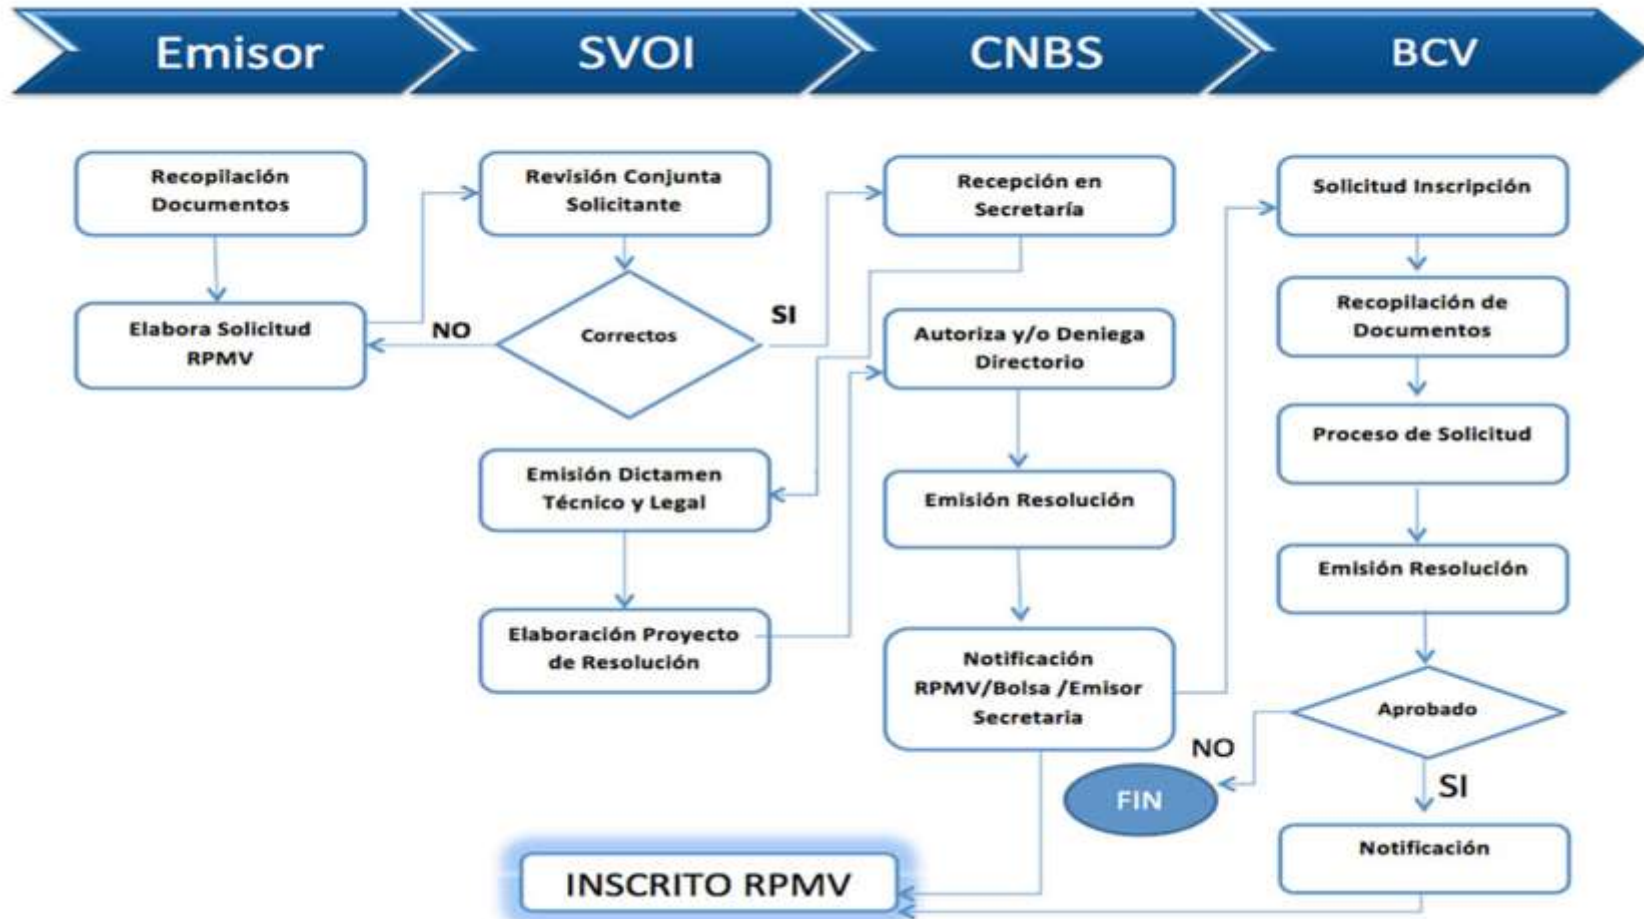 Emisor
SVOI
CNBS
BCV
Recopilación
Documentos
Elabora Solicitud
RPMV
Revisión Conjunta
Solicitante
Correctos
NO
SI
Emisión Dictamen
Técnico y Legal
Elaboración Proyecto
de Resolución
Recepción en
Secretaría
Autoriza y/o Deniega
Directorio
Emisión Resolución
Notificación
RPMV/Bolsa /Emisor
Secretaria
Solicitud Inscripción
Recopilación de
Documentos
Proceso de Solicitud
Emisión Resolución
Aprobado
NO
SI
FIN
Notificación
INSCRITO RPMV